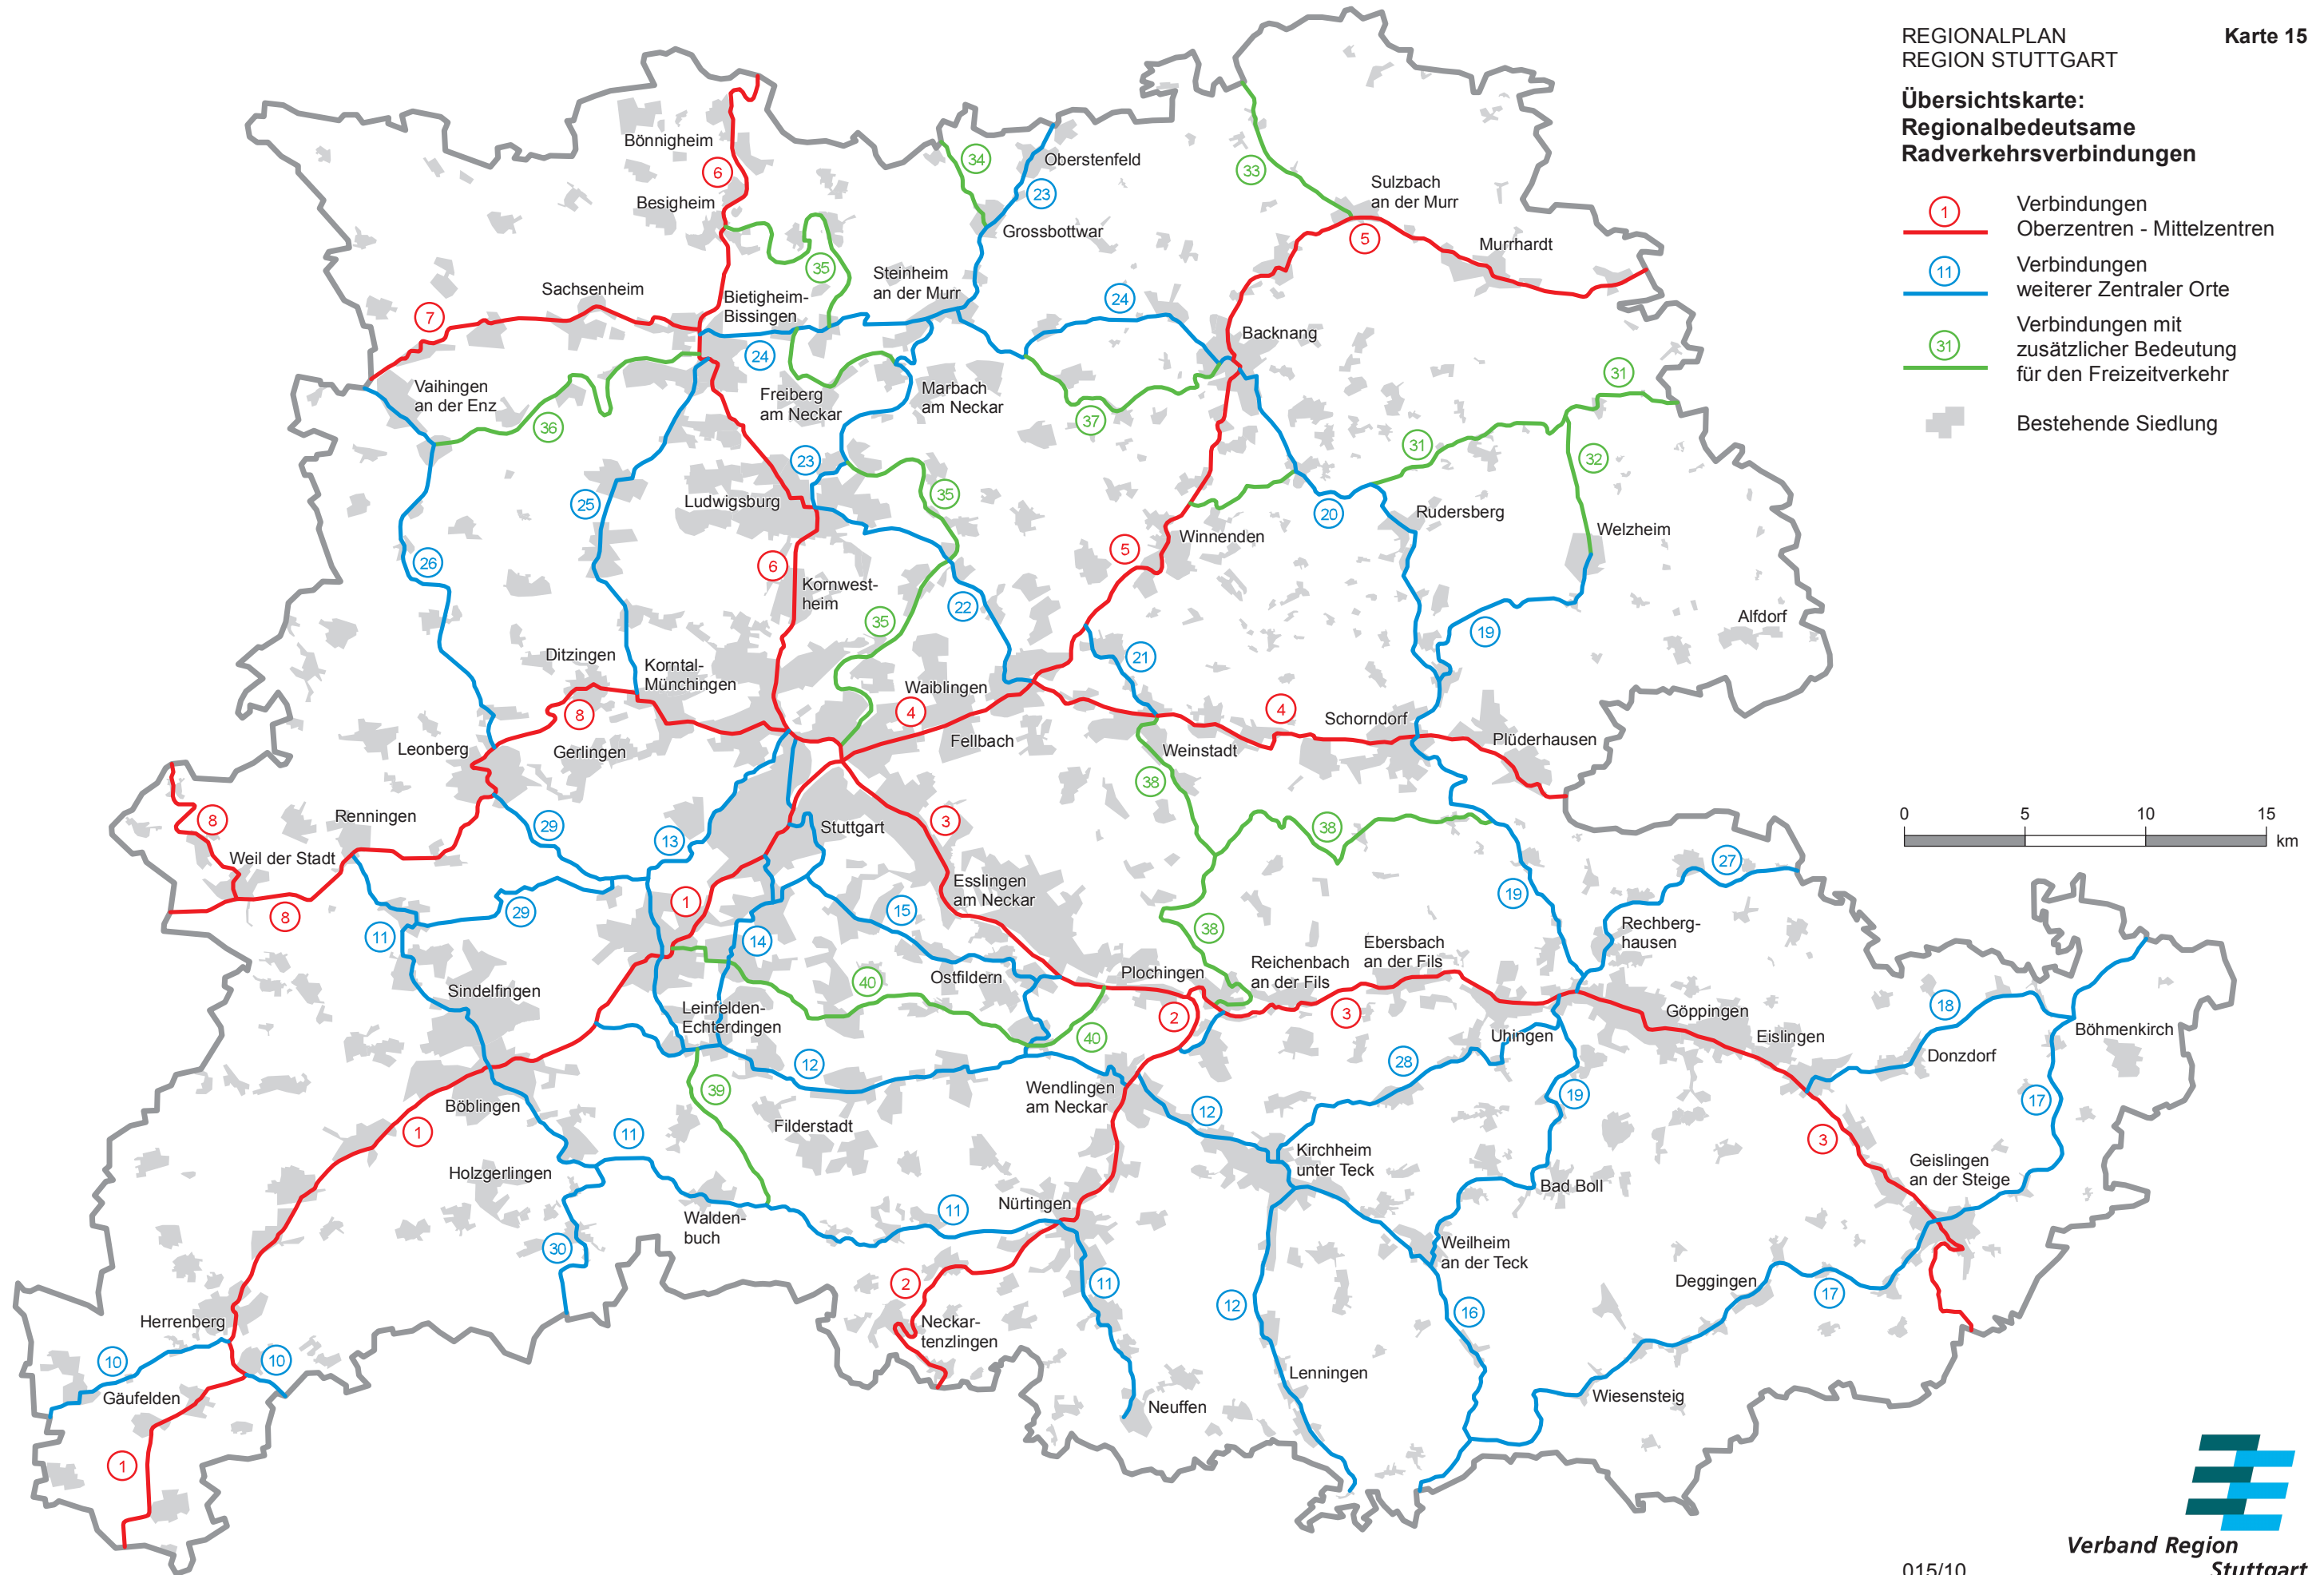 REGIONALPLAN
REGION STUTTGART
Karte 15
Übersichtskarte:
Regionalbedeutsame
Radverkehrsverbindungen
1
Verbindungen
Oberzentren - Mittelzentren
11
Verbindungen
weiterer Zentraler Orte
31
Verbindungen mit
zusätzlicher Bedeutung
für den Freizeitverkehr
Bestehende Siedlung
0 5 10 15
km
Bönnigheim
6
Besigheim
34
Oberstenfeld
23
Grossbottwar
33
Sulzbach
an der Murr
5
Murrhardt
35
Steinheim
an der Murr
Sachsenheim
7
Bietigheim-
Bissingen
24
24
Backnang
Vaihingen
an der Enz
36
Freiberg
am Neckar
Marbach
am Neckar
37
31
31
32
23
35
25
Ludwigsburg
20
Rudersberg
Welzheim
Winnenden
5
26
6
Kornwest-
heim
22
35
19
Alfdorf
21
Ditzingen
Korntal-
Münchingen
Waiblingen
4
8
4
Schorndorf
Leonberg
Gerlingen
Fellbach
Weinstadt
Plüderhausen
38
8
Renningen
29
13
Stuttgart
3
38
Weil der Stadt
27
8
29
1
Esslingen
am Neckar
15
19
11
14
38
Rechberg-
hausen
Ebersbach
an der Fils
Reichenbach
an der Fils
Plochingen
Ostfildern
40
Sindelfingen
Leinfelden-
Echterdingen
2
3
40
Göppingen
18
Böhmenkirch
Uhingen
Eislingen
Donzdorf
12
28
39
Wendlingen
am Neckar
19
17
Böblingen
12
1
11
Filderstadt
3
Kirchheim
unter Teck
Holzgerlingen
Geislingen
an der Steige
Bad Boll
Walden-
buch
11
Nürtingen
30
Weilheim
an der Teck
2
11
12
16
Deggingen
17
Herrenberg
Neckar-
tenzlingen
10
10
Gäufelden
Lenningen
Wiesensteig
Neuffen
1
Verband Region
Stuttgart
015/10